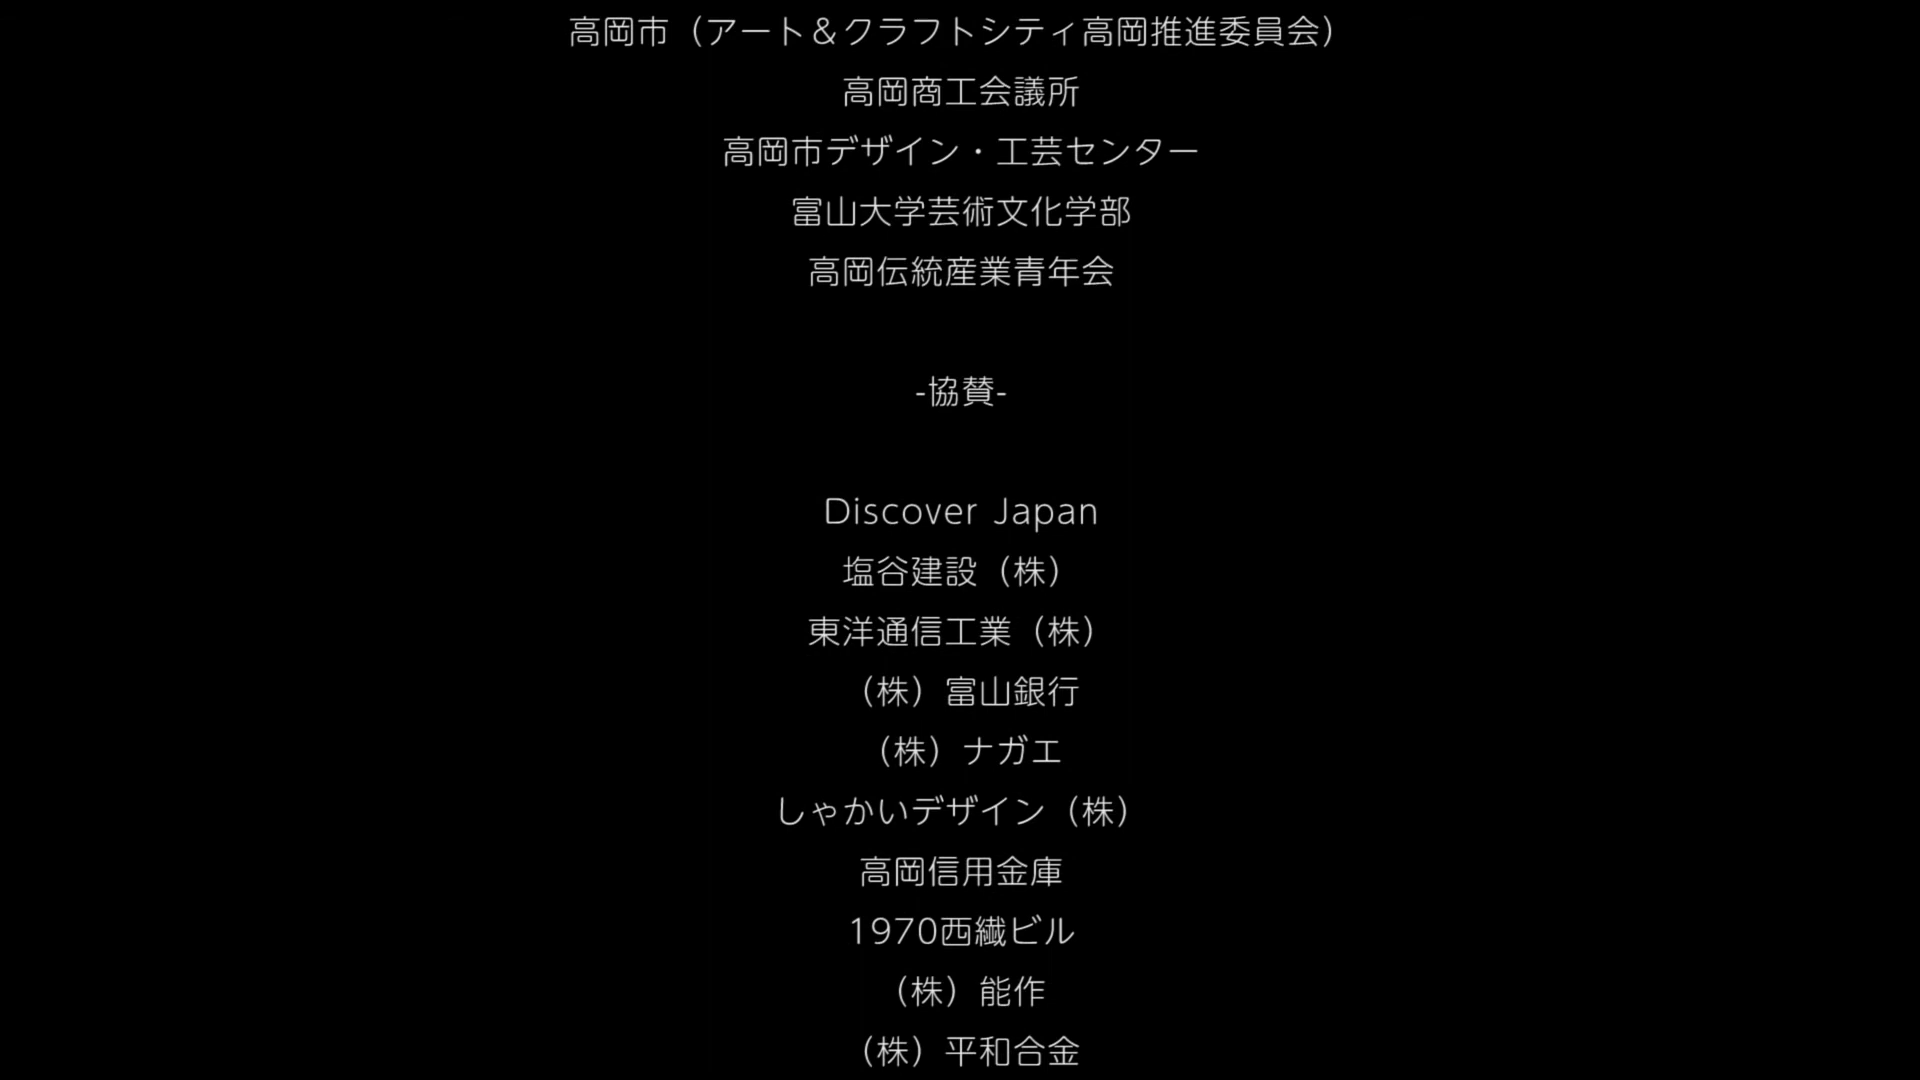 高岡市（アート＆クラフトシティ高岡推進委員会）
高岡商工会議所
高岡市デザイン・工芸センター
富山大学芸術文化学部
高岡伝統産業青年会
-協賛-
Discover Japan
塩谷建設（株）
東洋通信工業（株）
（株）富山銀行
（株）ナガエ
しゃかいデザイン（株）
高岡信用金庫
1970西繊ビル
（株）能作
（株）平和合金